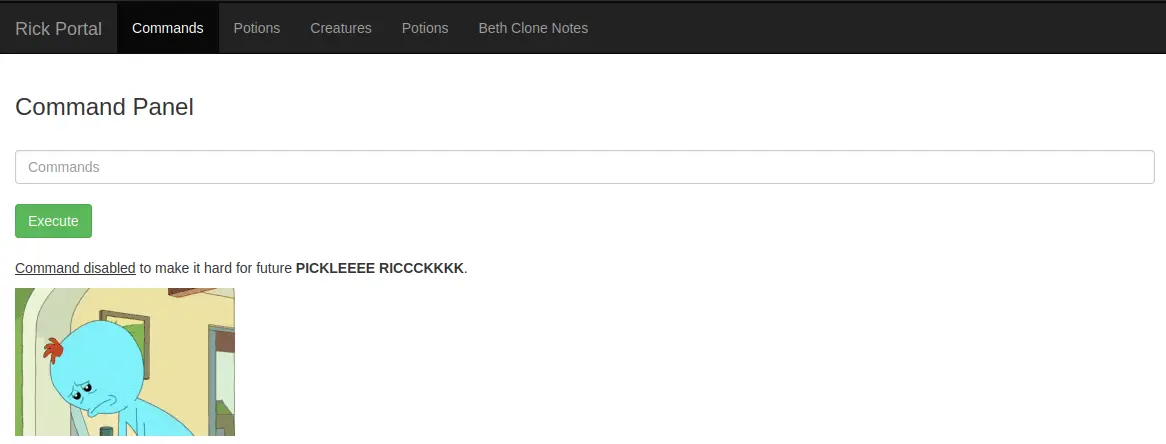 Rick Portal Commands Potions Creatures Potions Beth Clone Notes
Command Panel
Commands
Execute
Command disabled to make it hard for future PICKLEEEE RICCCKKKK.